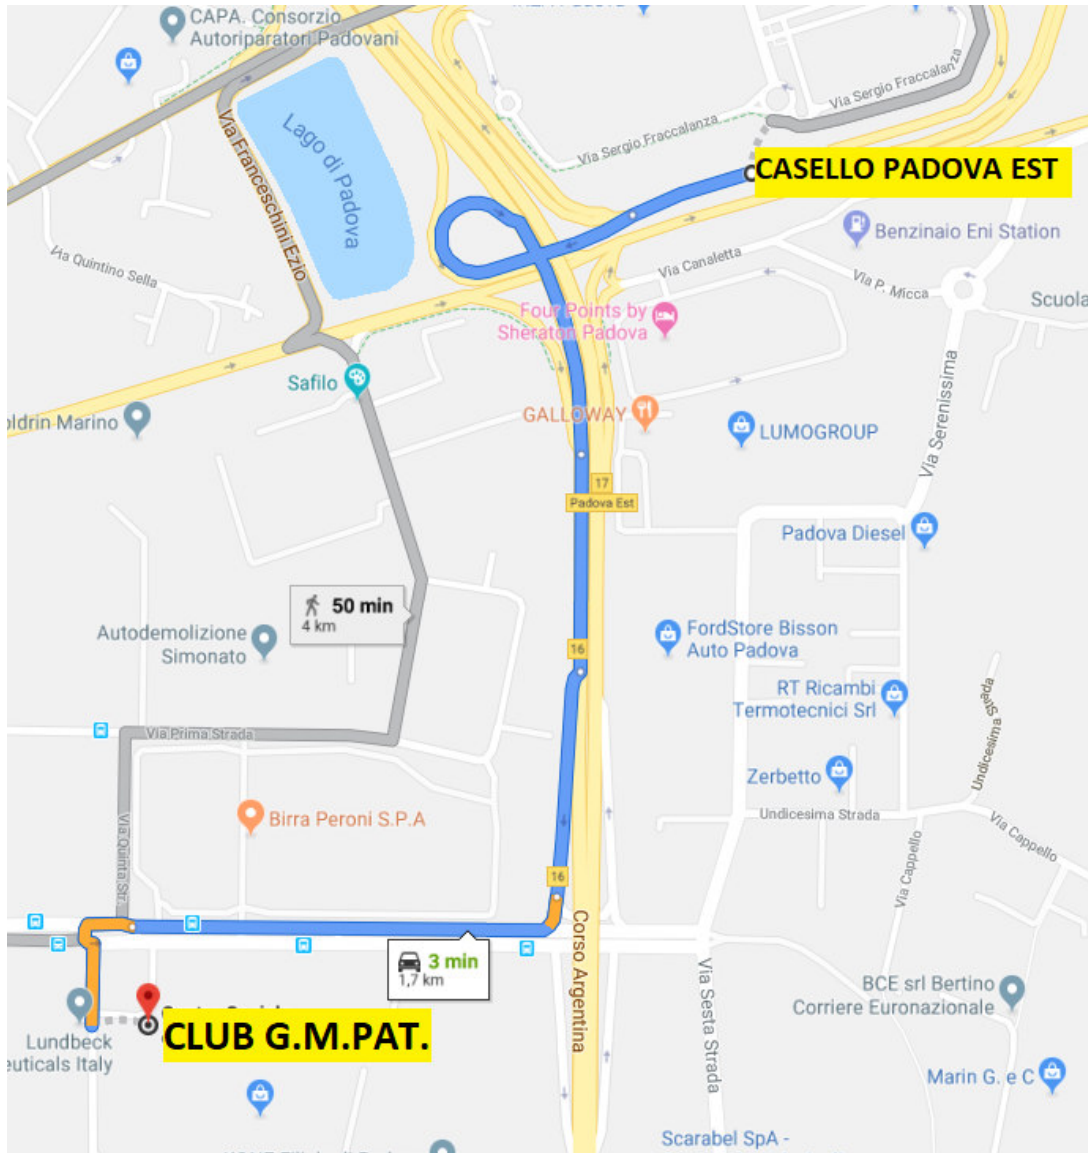 CAPA. Consorzio
Autoriparatori Padovani
Via Sergio Fraccalanza
Via Sergio Fraccalanza
Via Franceschini Ezio
Lago di Padova
CASELLO PADOVA EST
Benzinaio Eni Station
Via Quintino Sella
Via Canaletta
Via P. Micca
Scuola
Four Points by
Sheraton Padova
Safilo
oldrin Marino
GALLOWAY
LUMOGROUP
Via Serenissima
17
Padova Est
Padova Diesel
50 min
4 km
Autodemolizione
Simonato
16
FordStore Bisson
Auto Padova
RT Ricambi
Termotecnici Srl
Undicesima Strada
Via Prima Strada
Zerbetto
Birra Peroni S.P.A
Undicesima Strada
Via Cappello
Via Quinta Str.
Via Cappello
16
Corso Argentina
3 min
1,7 km
Via Sesta Strada
BCE srl Bertino
Corriere Euronazionale
CLUB G.M.PAT.
Lundbeck
euticals Italy
Marin G. e C
Scarabel SpA -